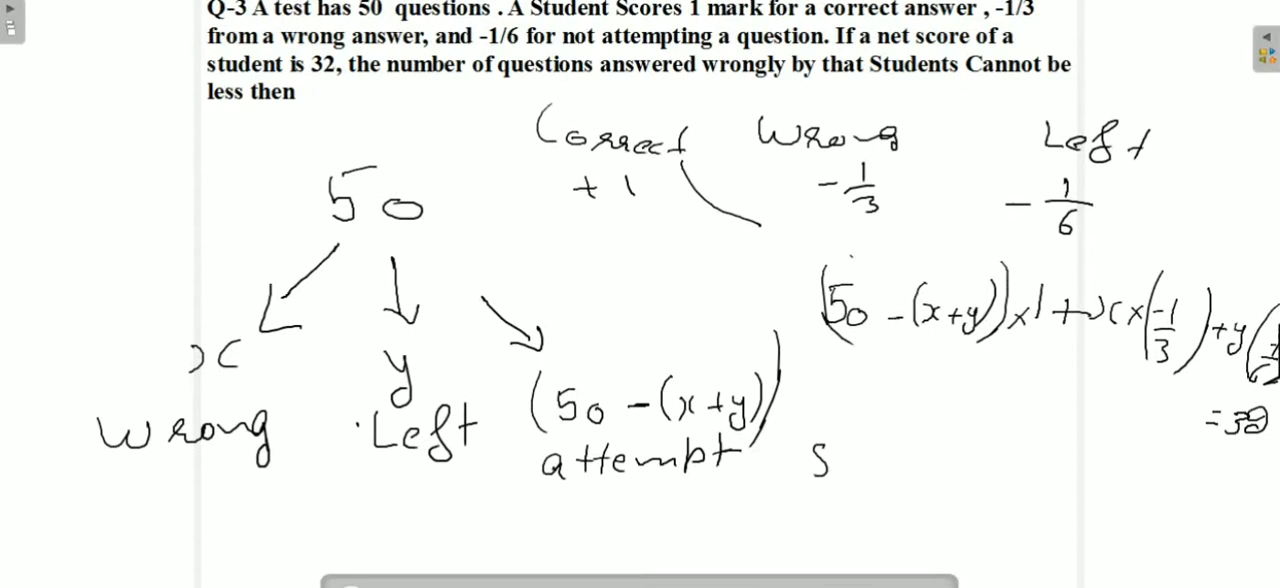 Q-3 A test has 50 questions . A Student Scores 1 mark for a correct answer , -1/3
from a wrong answer, and -1/6 for not attempting a question. If a net score of a
student is 32, the number of questions answered wrongly by that Students Cannot be
less then
Correct Wrong Left
+1 -1/3 -1/6
50
(50-(x+y))×1+x×(-1/3)+y(
x y (50-(x+y))
Wrong Left attempt S